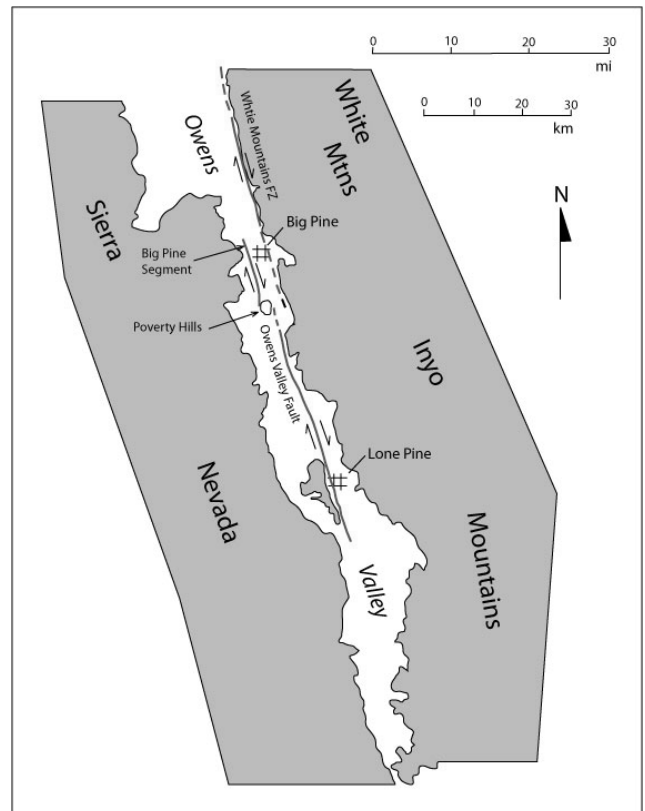 0 10 20 30
mi
0 10 20 30
km
N
White
Mtns
Whtie Mountains FZ
Owens
Sierra
Big Pine
Big Pine
Segment
Poverty Hills
Owens Valley Fault
Inyo
Lone Pine
Nevada
Valley
Mountains